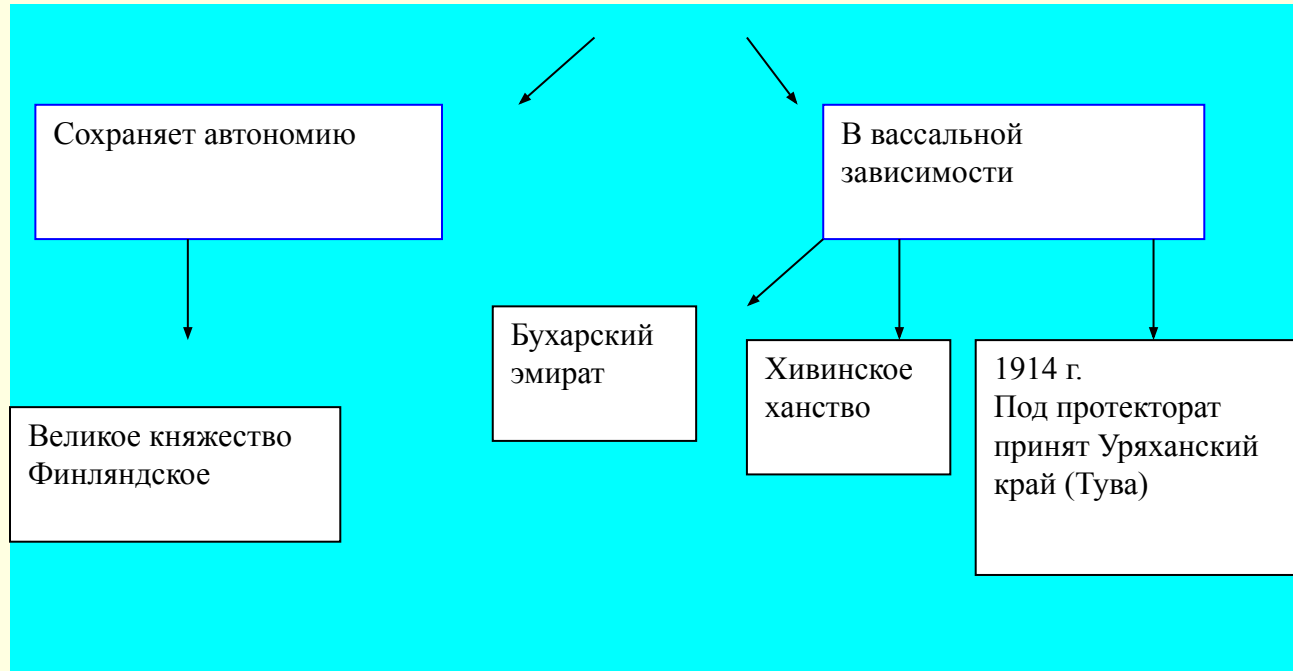 Сохраняет автономию
В вассальной
зависимости
Бухарский
эмират
Хивинское
ханство
1914 г.
Под протекторат
принят Уряханский
край (Тува)
Великое княжество
Финляндское